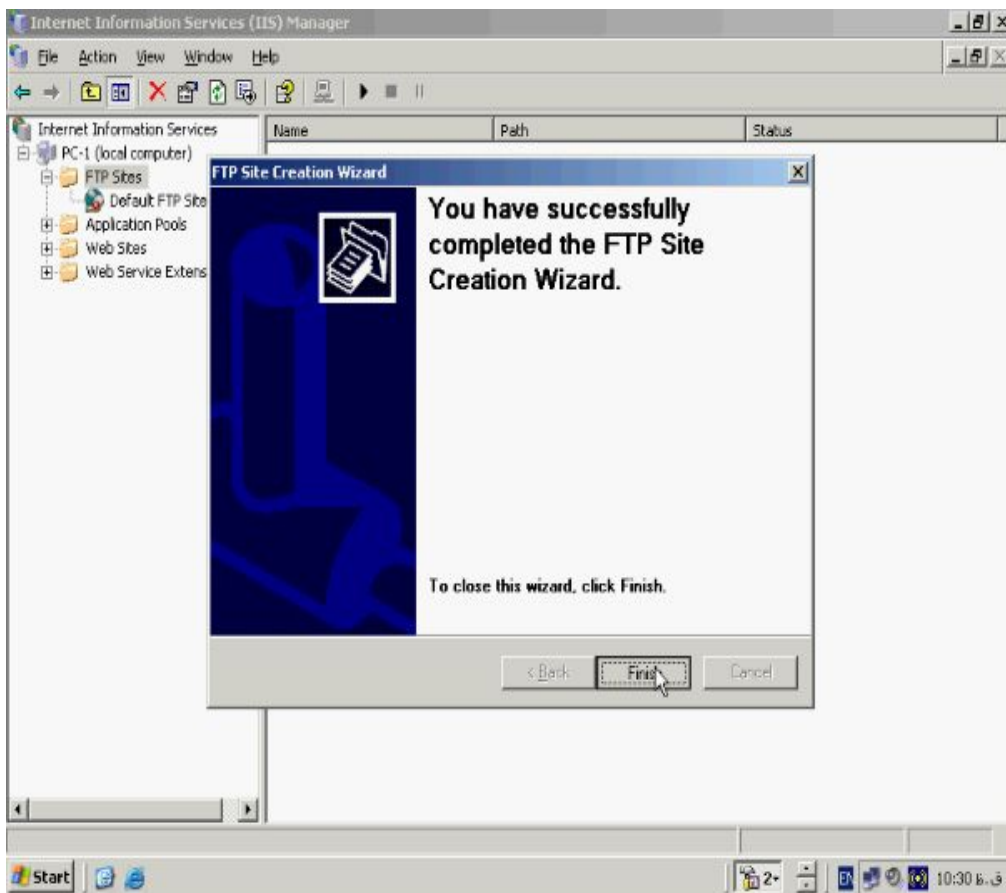 Internet Information Services (IIS) Manager
File Action View Window Help
Internet Information Services
PC-1 (local computer)
FTP Sites
Default FTP Site
Application Pools
Web Sites
Web Service Extens
Name Path Status
FTP Site Creation Wizard
You have successfully
completed the FTP Site
Creation Wizard.
To close this wizard, click Finish.
< Back Finish Cancel
Start
2
EN
10:30 ق.ظ